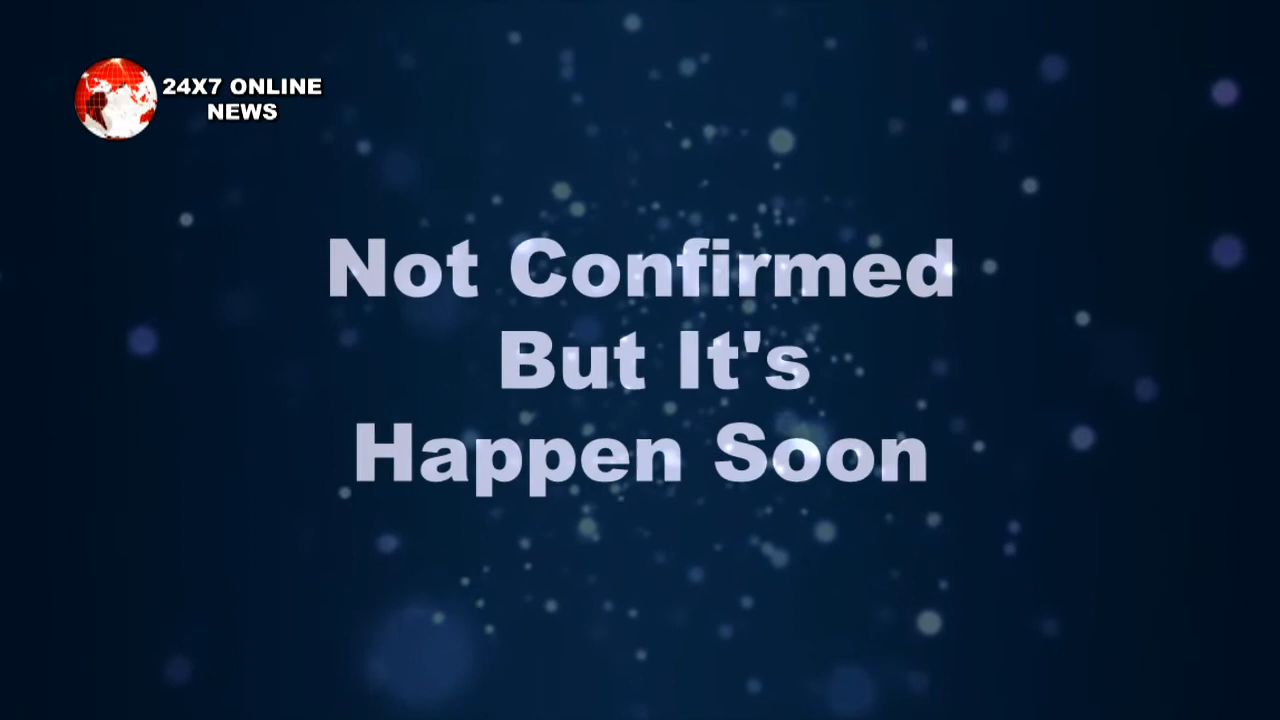 24X7 ONLINE
NEWS
Not Confirmed
But It's
Happen Soon